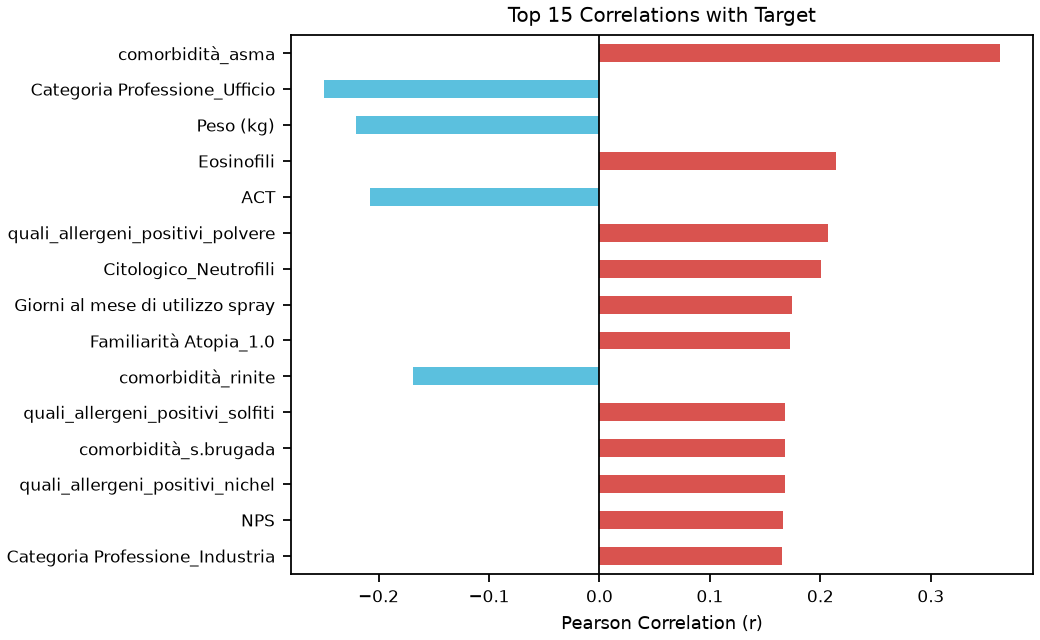 Top 15 Correlations with Target
comorbidità_asma
Categoria Professione_Ufficio
Peso (kg)
Eosinofili
ACT
quali_allergeni_positivi_polvere
Citologico_Neutrofili
Giorni al mese di utilizzo spray
Familiarità Atopia_1.0
comorbidità_rinite
quali_allergeni_positivi_solfiti
comorbidità_s.brugada
quali_allergeni_positivi_nichel
NPS
Categoria Professione_Industria
−0.2 −0.1 0.0 0.1 0.2 0.3
Pearson Correlation (r)